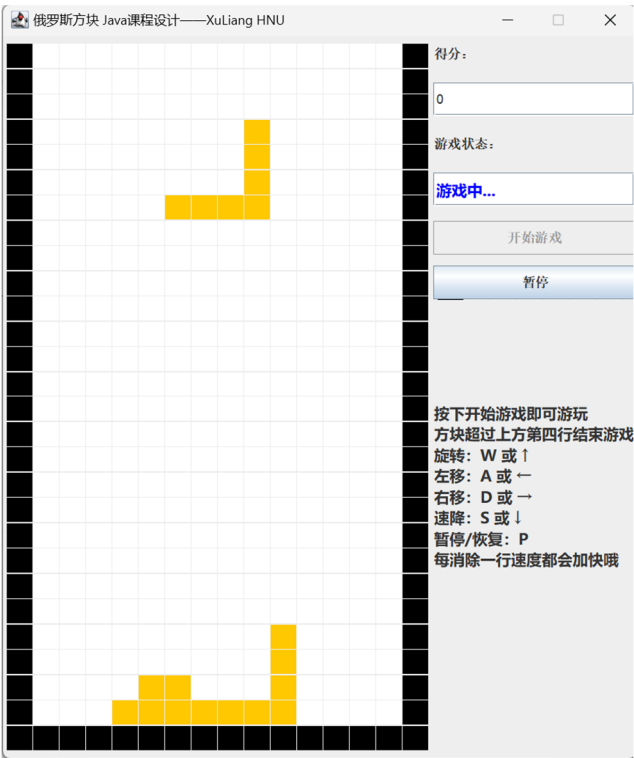 俄罗斯方块 Java课程设计——XuLiang HNU
得分：
0
游戏状态：
游戏中...
开始游戏
暂停
按下开始游戏即可游玩
方块超过上方第四行结束游戏
旋转：W 或 ↑
左移：A 或 ←
右移：D 或 →
速降：S 或 ↓
暂停/恢复：P
每消除一行速度都会加快哦